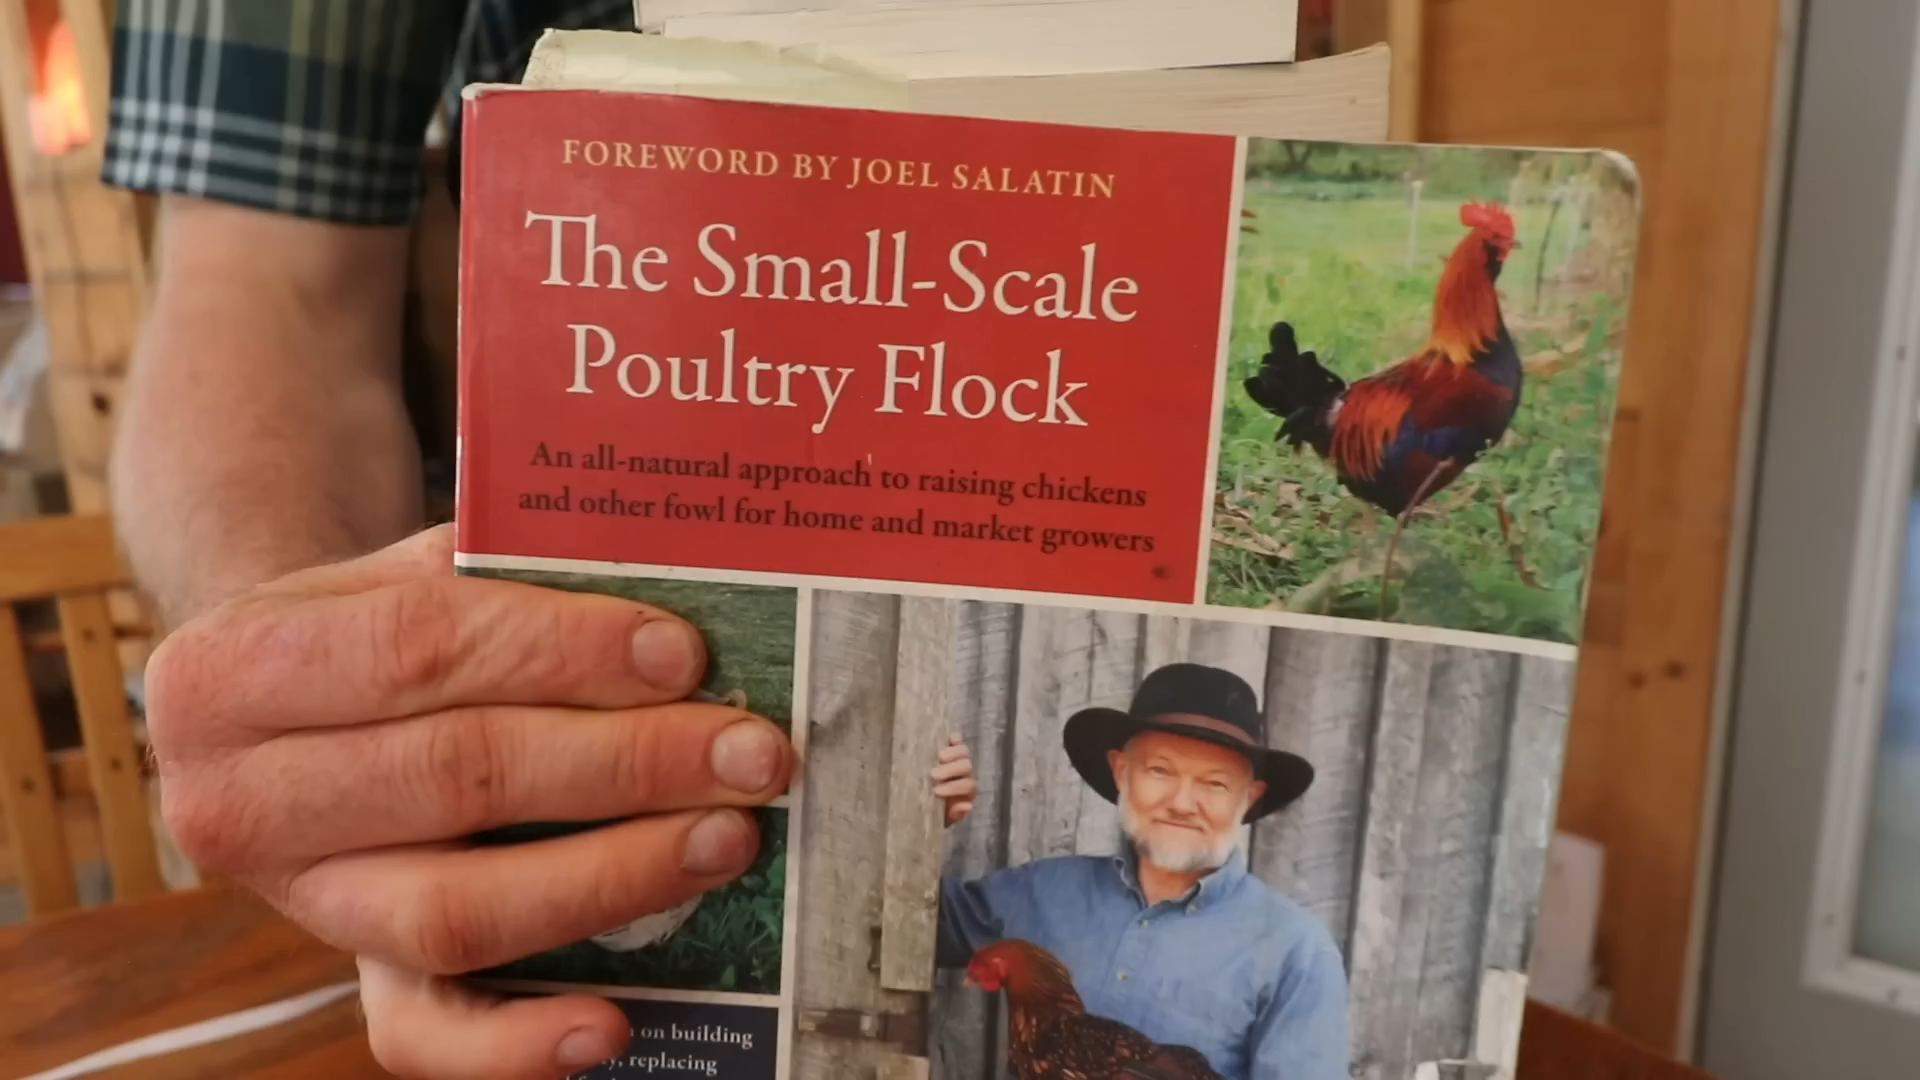 FOREWORD BY JOEL SALATIN
The Small-Scale
Poultry Flock
An all-natural approach to raising chickens
and other fowl for home and market growers
on building
replacing